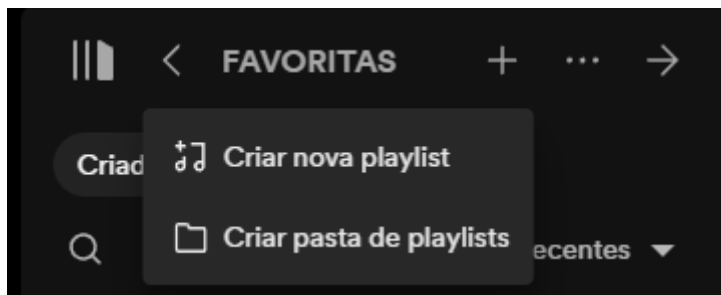 FAVORITAS
Criar nova playlist
Criad
Criar pasta de playlists
ecentes